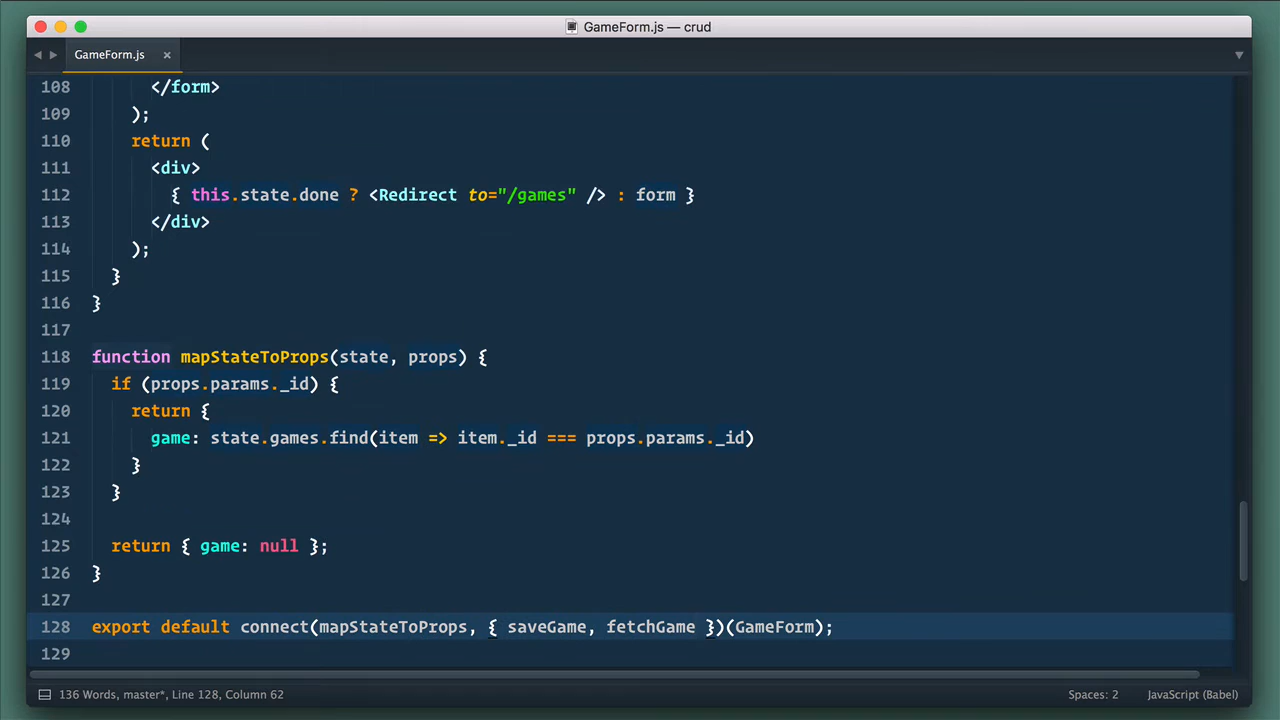 GameForm.js — crud
GameForm.js ×
108 </form>
109 );
110 return (
111 <div>
112 { this.state.done ? <Redirect to="/games" /> : form }
113 </div>
114 );
115 }
116 }
117
118 function mapStateToProps(state, props) {
119 if (props.params._id) {
120 return {
121 game: state.games.find(item => item._id === props.params._id)
122 }
123 }
124
125 return { game: null };
126 }
127
128 export default connect(mapStateToProps, { saveGame, fetchGame })(GameForm);
129
136 Words, master*, Line 128, Column 62 Spaces: 2 JavaScript (Babel)